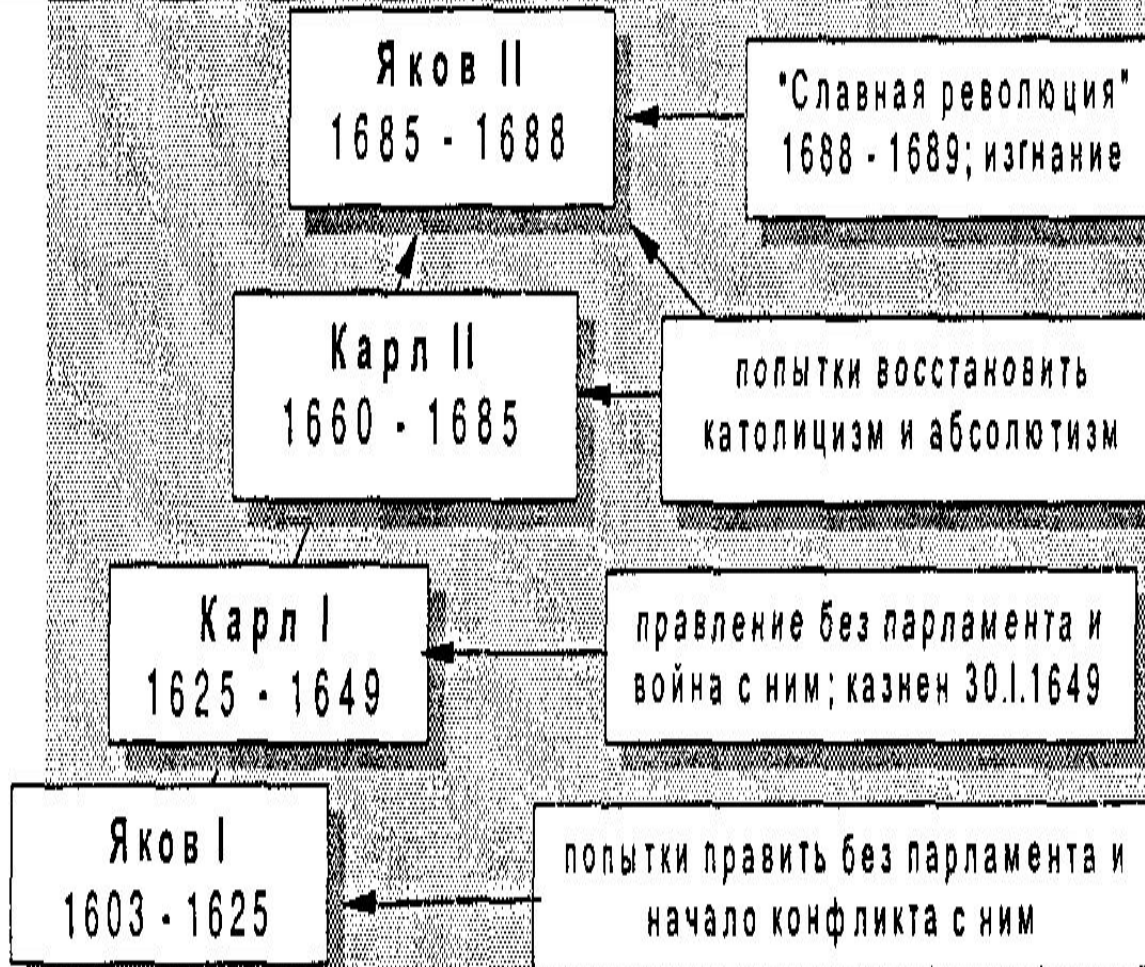 Яков II
1685 - 1688
"Славная революция"
1688 - 1689; изгнание
Карл II
1660 - 1685
попытки восстановить
католицизм и абсолютизм
Карл I
1625 - 1649
правление без парламента и
война с ним; казнен 30.I.1649
Яков I
1603 - 1625
попытки править без парламента и
начало конфликта с ним